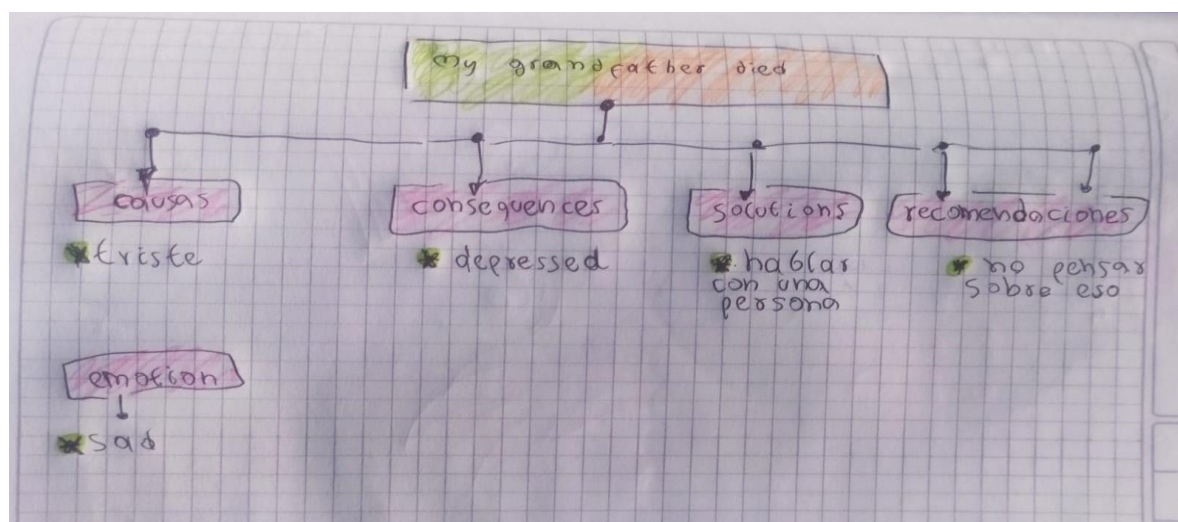 my grandfather died
causas
consequences
solutions
recomendaciones
* triste
* depressed
* hablar
con una
persona
* no pensar
sobre eso
emotion
* sad